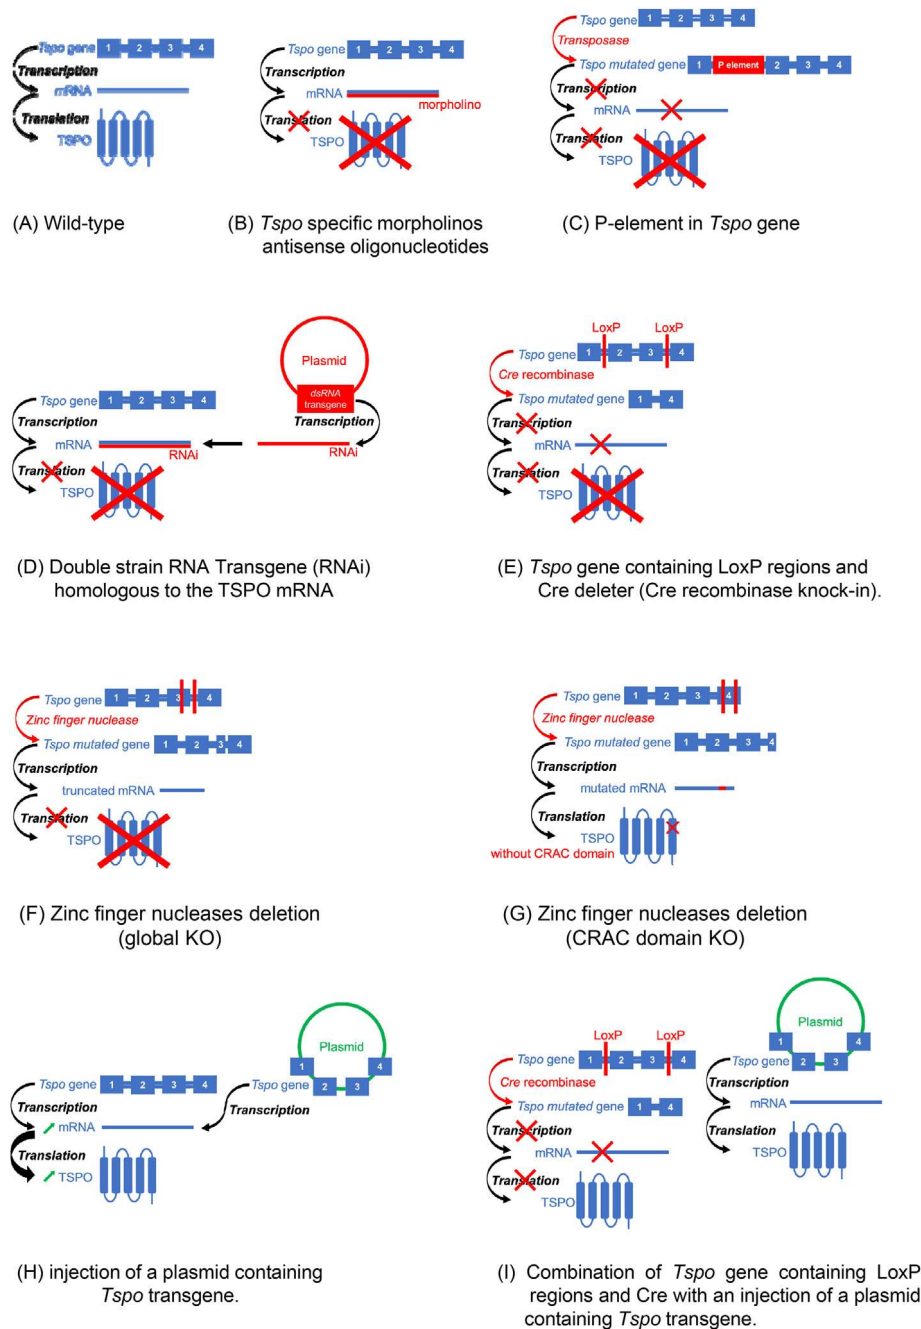 Tspo gene 1 2 3 4
Transcription
mRNA
Translation
TSPO
(A) Wild-type
Tspo gene 1 2 3 4
Transcription
mRNA
morpholino
Translation
TSPO
(B) Tspo specific morpholinos
antisense oligonucleotides
Tspo gene 1 2 3 4
Transposase
Tspo mutated gene 1 P element 2 3 4
Transcription
mRNA
Translation
TSPO
(C) P-element in Tspo gene
Plasmid
dsRNA
transgene
Tspo gene 1 2 3 4
Transcription
Transcription
mRNA
RNAi
RNAi
Translation
TSPO
(D) Double strain RNA Transgene (RNAi)
homologous to the TSPO mRNA
LoxP LoxP
Tspo gene 1 2 3 4
Cre recombinase
Tspo mutated gene 1 4
Transcription
mRNA
Translation
TSPO
(E) Tspo gene containing LoxP regions and
Cre deleter (Cre recombinase knock-in).
Tspo gene 1 2 3 4
Zinc finger nuclease
Tspo mutated gene 1 2 3 4
Transcription
truncated mRNA
Translation
TSPO
(F) Zinc finger nucleases deletion
(global KO)
Tspo gene 1 2 3 4
Zinc finger nuclease
Tspo mutated gene 1 2 3 4
Transcription
mutated mRNA
Translation
TSPO
without CRAC domain
(G) Zinc finger nucleases deletion
(CRAC domain KO)
Plasmid
1 4
Tspo gene 1 2 3 4
Tspo gene 2 3
Transcription
Transcription
mRNA
Translation
TSPO
(H) injection of a plasmid containing
Tspo transgene.
Plasmid
1 4
LoxP LoxP
Tspo gene 1 2 3 4
Tspo gene 2 3
Cre recombinase
Transcription
Tspo mutated gene 1 4
mRNA
Transcription
mRNA
Translation
TSPO
Translation
TSPO
(I) Combination of Tspo gene containing LoxP
regions and Cre with an injection of a plasmid
containing Tspo transgene.